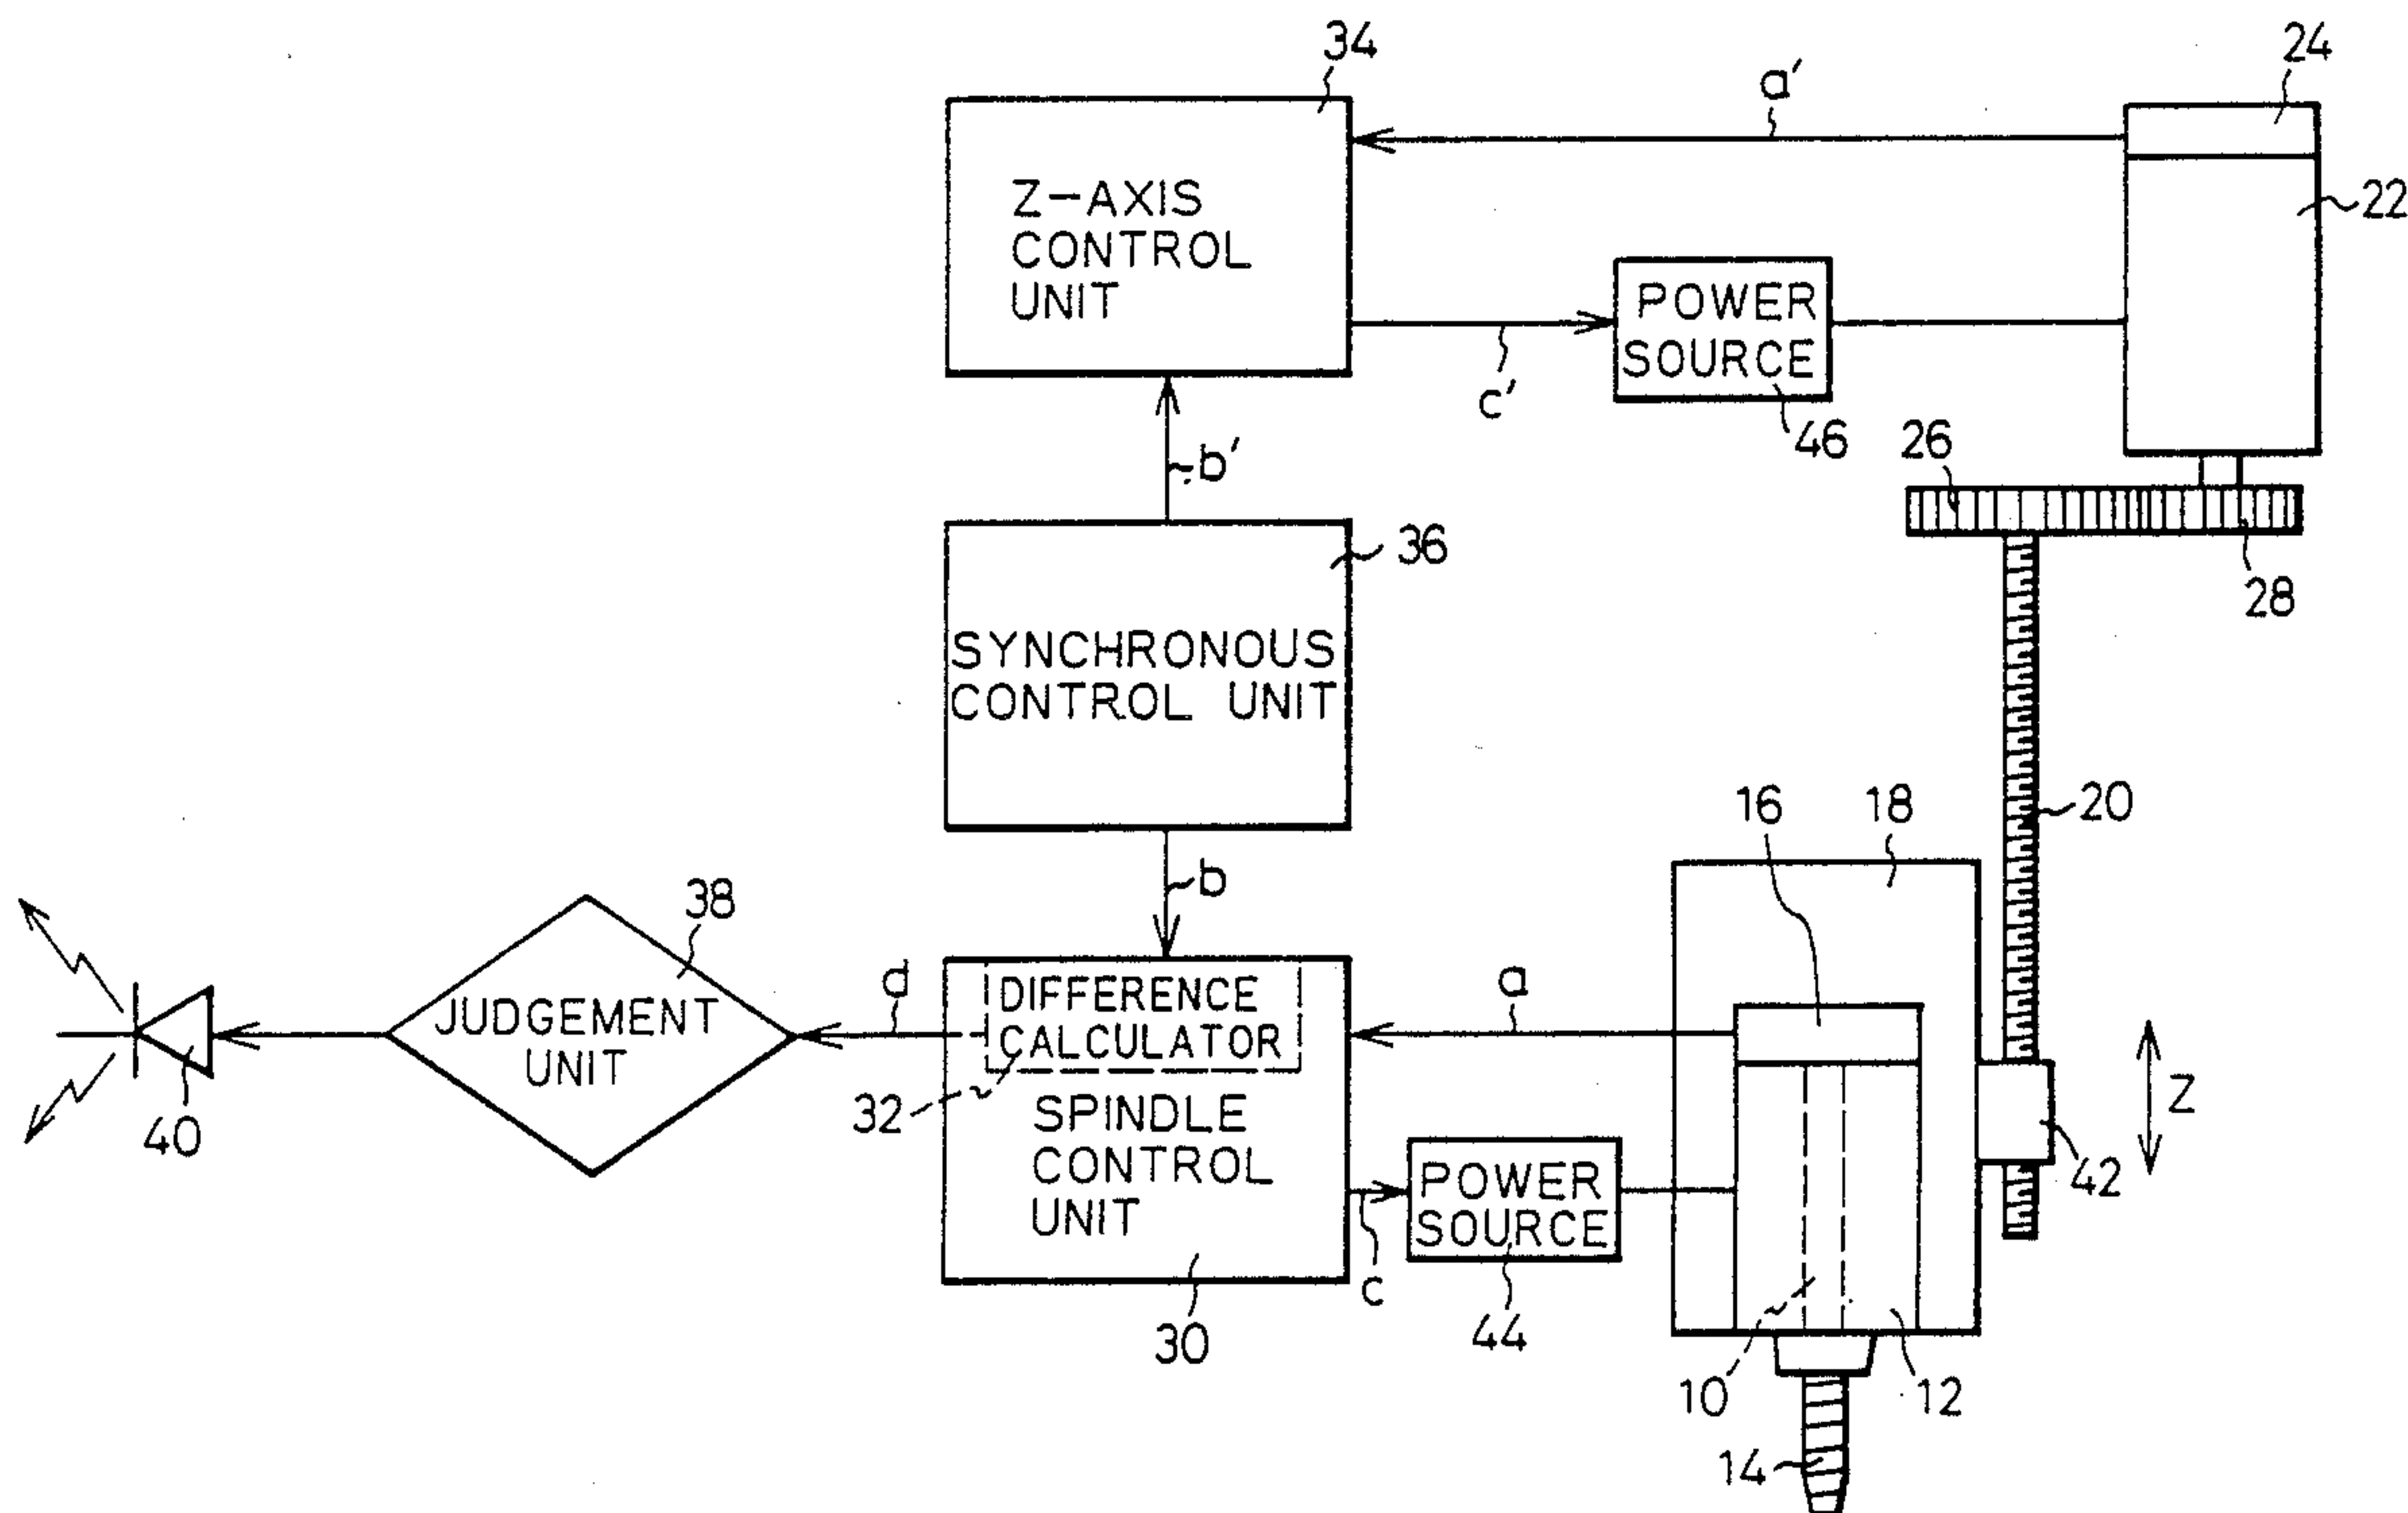 34
24
a'
Z-AXIS
CONTROL
UNIT
22
POWER
SOURCE
c'
46
26
b'
36
28
SYNCHRONOUS
CONTROL UNIT
16
18
20
b
38
d
DIFFERENCE
CALCULATOR
a
JUDGEMENT
UNIT
Z
40
32
SPINDLE
CONTROL
UNIT
POWER
SOURCE
42
c
30
44
10
12
14